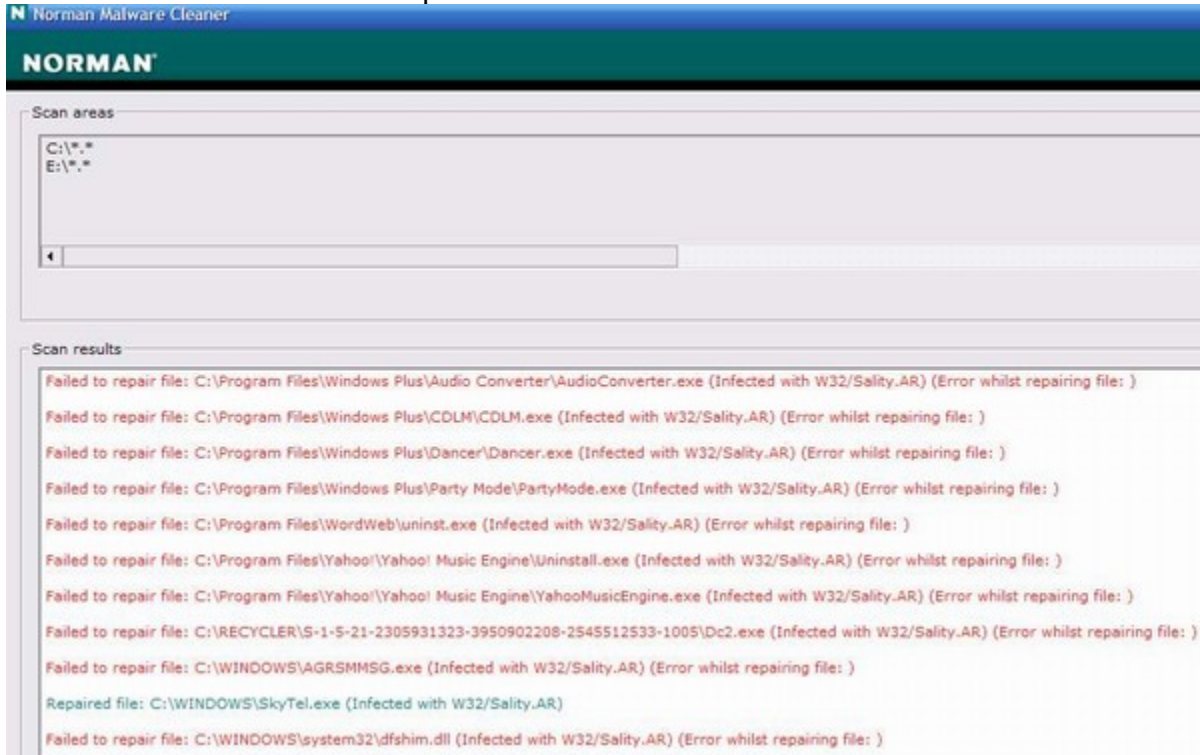 N Norman Malware Cleaner
NORMAN
Scan areas
C:\*.*
E:\*.*
Scan results
Failed to repair file: C:\Program Files\Windows Plus\Audio Converter\AudioConverter.exe (Infected with W32/Sality.AR) (Error whilst repairing file: )
Failed to repair file: C:\Program Files\Windows Plus\CDLM\CDLM.exe (Infected with W32/Sality.AR) (Error whilst repairing file: )
Failed to repair file: C:\Program Files\Windows Plus\Dancer\Dancer.exe (Infected with W32/Sality.AR) (Error whilst repairing file: )
Failed to repair file: C:\Program Files\Windows Plus\Party Mode\PartyMode.exe (Infected with W32/Sality.AR) (Error whilst repairing file: )
Failed to repair file: C:\Program Files\WordWeb\uninst.exe (Infected with W32/Sality.AR) (Error whilst repairing file: )
Failed to repair file: C:\Program Files\Yahoo!\Yahoo! Music Engine\Uninstall.exe (Infected with W32/Sality.AR) (Error whilst repairing file: )
Failed to repair file: C:\Program Files\Yahoo!\Yahoo! Music Engine\YahooMusicEngine.exe (Infected with W32/Sality.AR) (Error whilst repairing file: )
Failed to repair file: C:\RECYCLER\S-1-5-21-2305931323-3950902208-2545512533-1005\Dc2.exe (Infected with W32/Sality.AR) (Error whilst repairing file: )
Failed to repair file: C:\WINDOWS\AGRSMMSG.exe (Infected with W32/Sality.AR) (Error whilst repairing file: )
Repaired file: C:\WINDOWS\SkyTel.exe (Infected with W32/Sality.AR)
Failed to repair file: C:\WINDOWS\system32\dfshim.dll (Infected with W32/Sality.AR) (Error whilst repairing file: )